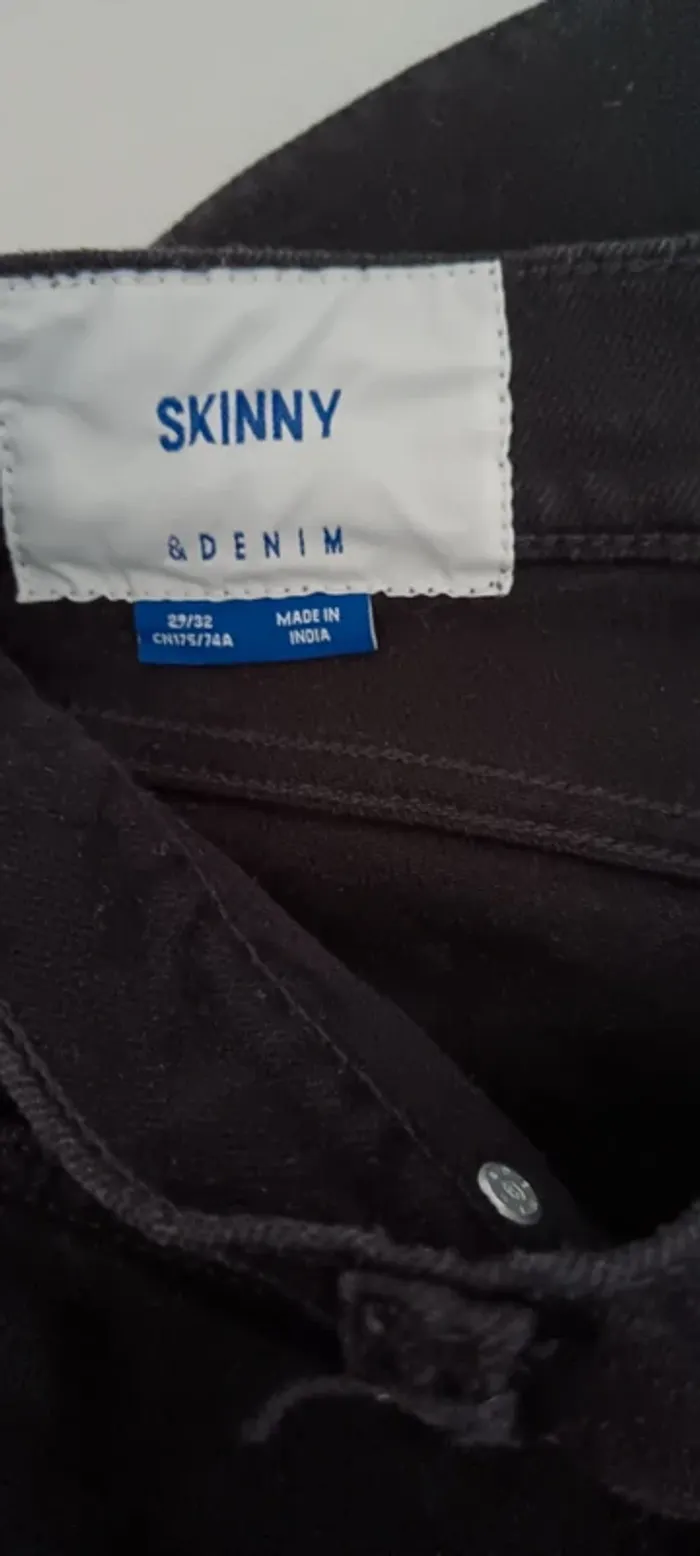 SKINNY
& DENIM
29/32
CN175/74A
MADE IN
INDIA